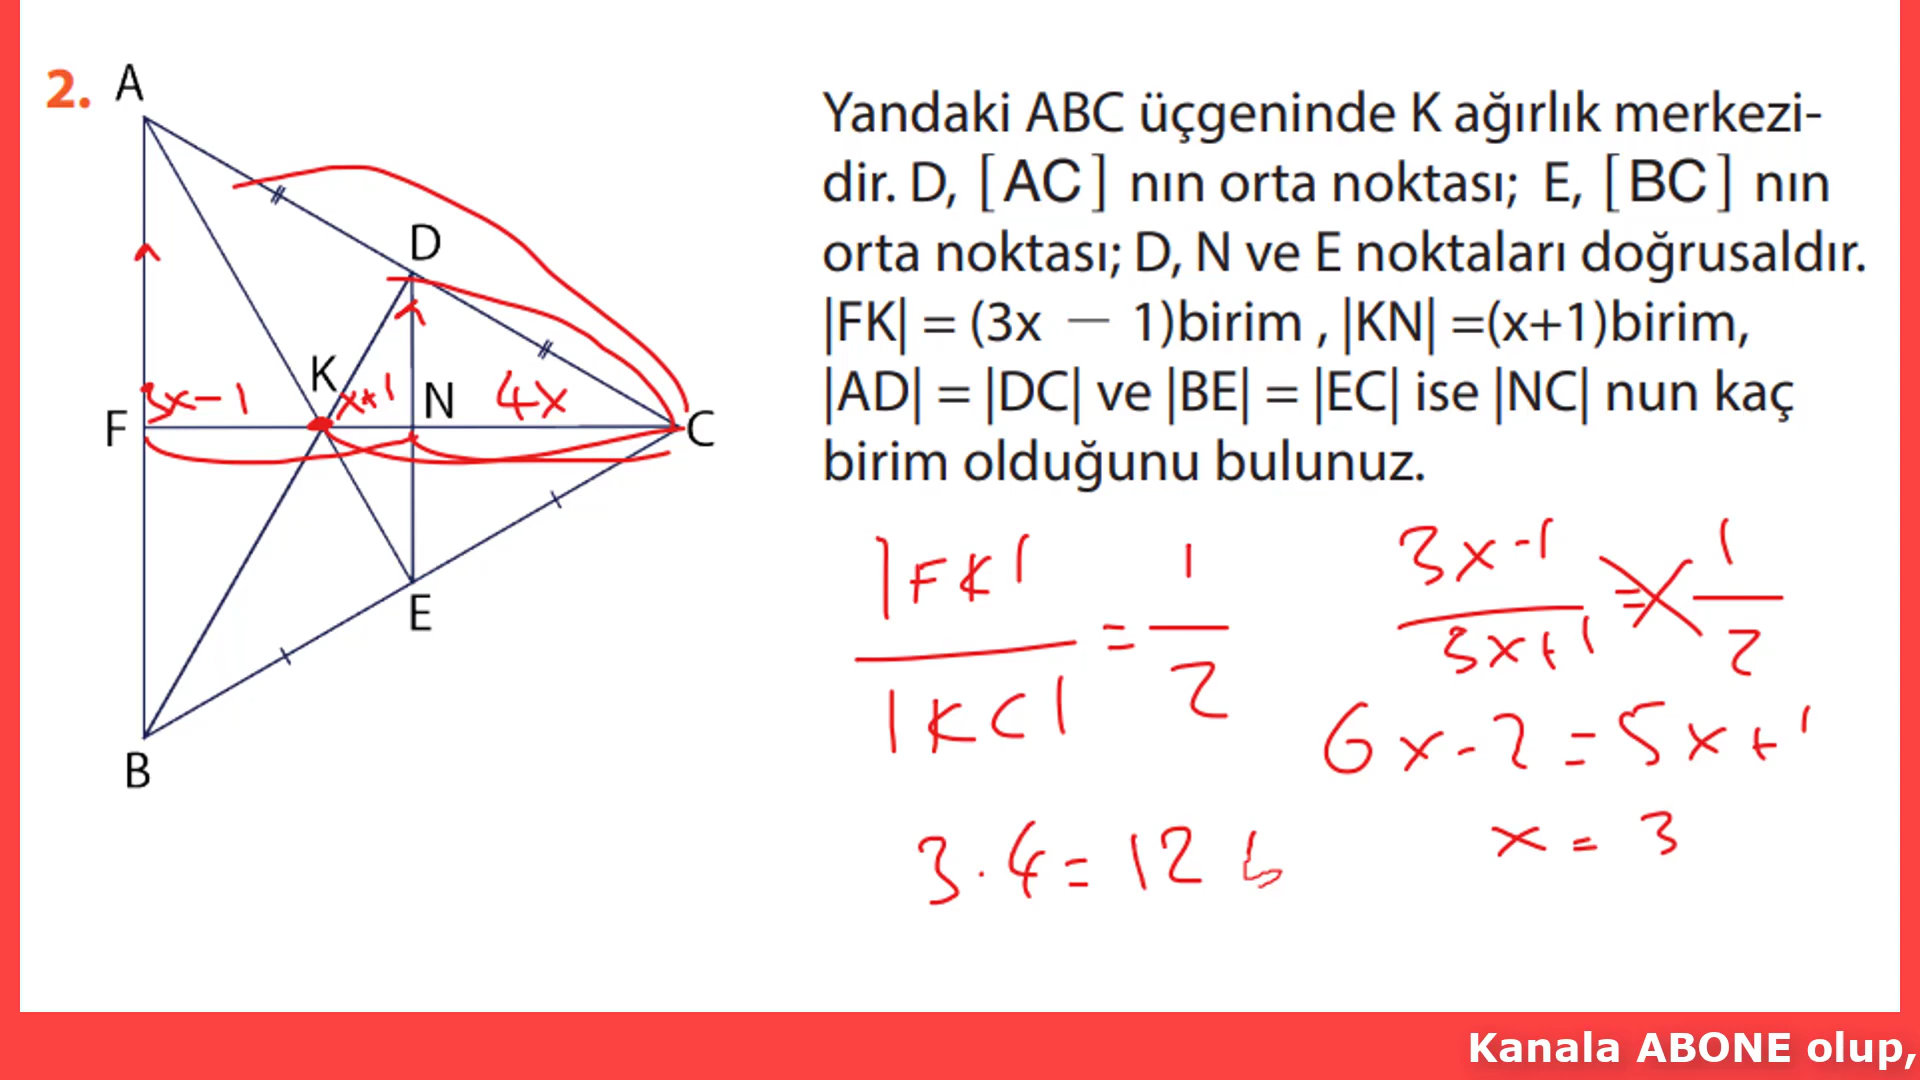 2.
A
D
K
N
F
C
E
B
3x-1
x+1
4x
Yandaki ABC üçgeninde K ağırlık merkezi-
dir. D, [AC] nın orta noktası; E, [BC] nın
orta noktası; D, N ve E noktaları doğrusaldır.
|FK| = (3x — 1)birim , |KN| =(x+1)birim,
|AD| = |DC| ve |BE| = |EC| ise |NC| nun kaç
birim olduğunu bulunuz.
|FK|
|KC|
=
1
2
3x-1
5x+1
=
1
2
6x-2=5x+1
x=3
3.4=12 b
Kanala ABONE olup,